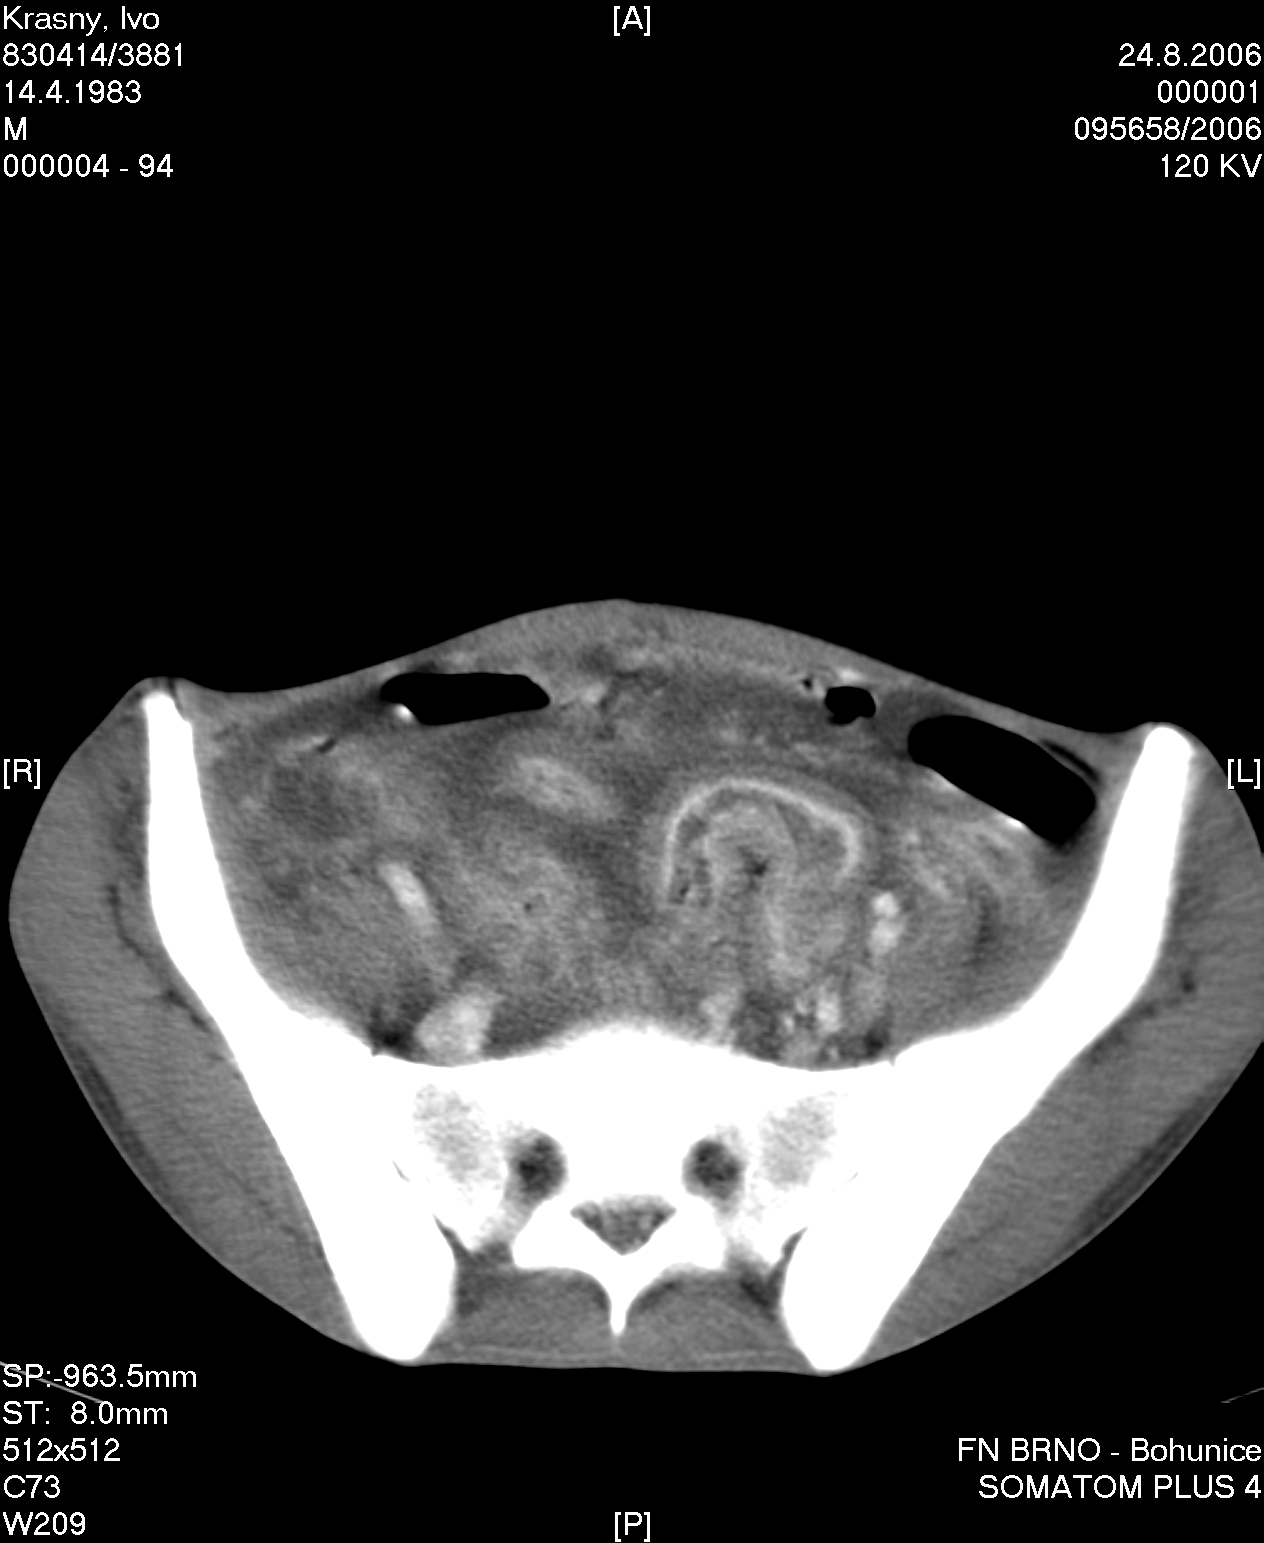 Krasny, Ivo
830414/3881
14.4.1983
M
000004 - 94
[A]
24.8.2006
000001
095658/2006
120 KV
[R]
[L]
SP:-963.5mm
ST: 8.0mm
512x512
C73
W209
[P]
FN BRNO - Bohunice
SOMATOM PLUS 4